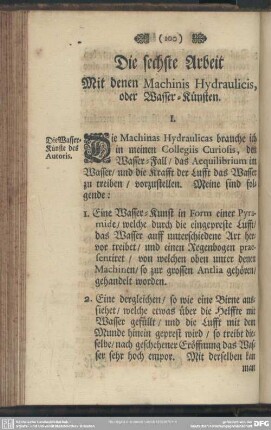 ( 100 )
Die sechste Arbeit
Mit denen Machinis Hydraulicis,
oder Wasser-Künsten.
I.
Die Wasser-
Künste des
Autoris.
Die Machinas Hydraulicas brauche ich
in meinen Collegiis Curiosis, den
Wasser-Fall/ das Aequilibrium in
Wasser/ und die Krafft der Lufft das Wasser
zu treiben/ vorzustellen. Meine sind fol-
gende:
1. Eine Wasser-Kunst in Form einer Pyra-
mide/ welche durch die eingepreste Lufft/
das Wasser auff unterschiedene Art her-
vor treibet/ und einen Regenbogen prae-
sentiret/ von welchen oben unter denen
Machinen/ so zur grossen Antlia gehören/
gehandelt worden.
2. Eine dergleichen/ so wie eine Birne aus-
siehet/ welche etwas über die Helffte mit
Wasser gefüllt/ und die Lufft mit den
Munde hinein geprest wird/ so treibt die-
selbe/ nach geschehener Eröffnung das Was-
ser sehr hoch empor. Mit derselben kan
man